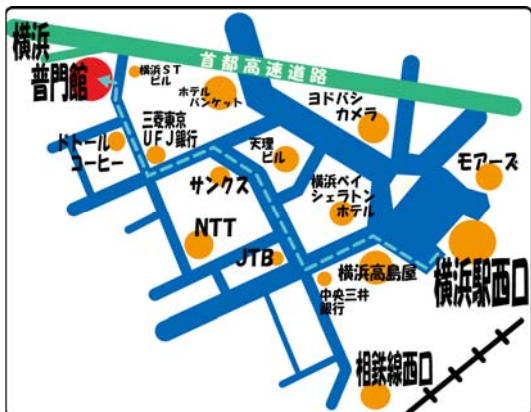 首都高速道路
横浜
普門館
横浜ST
ビル
ホテル
バンケット
ヨドバシ
カメラ
ドトール
コーヒー
三菱東京
UFJ銀行
天理
ビル
モアーズ
サンクス
横浜ベイ
シェラトン
ホテル
NTT
JTB
横浜高島屋
横浜駅西口
中央三井
銀行
相鉄線西口